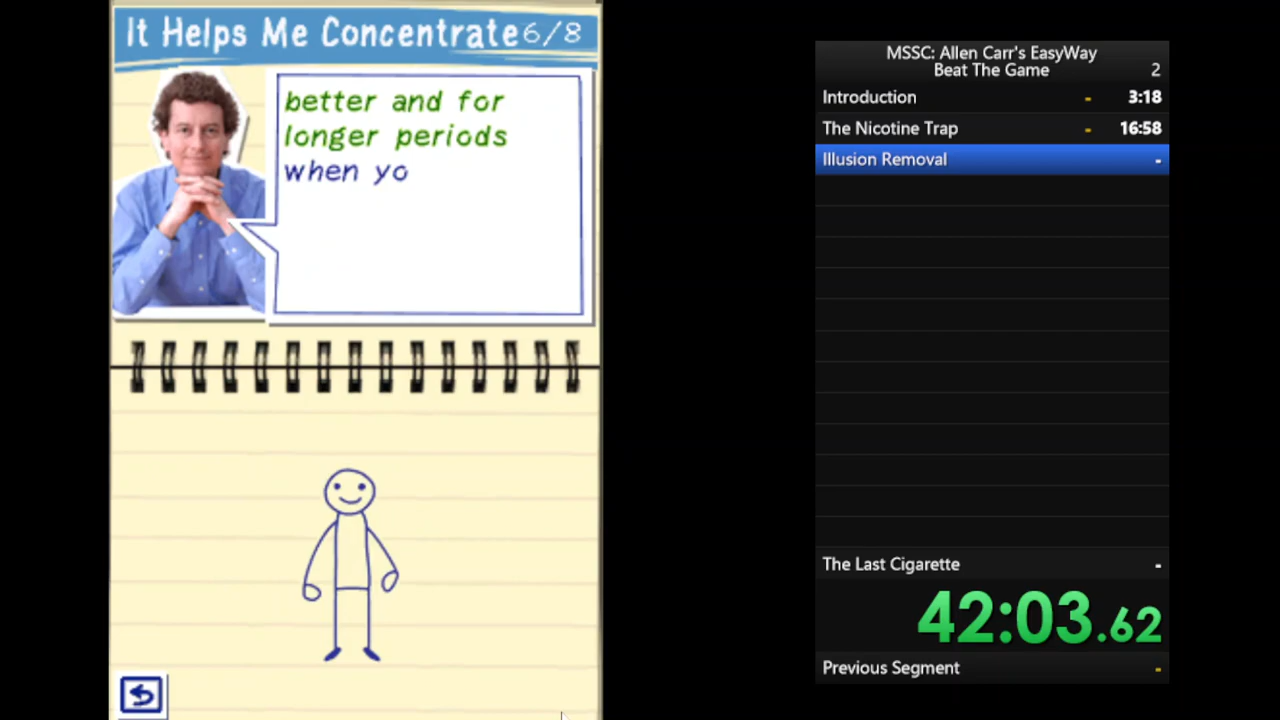 It Helps Me Concentrate 6/8
better and for
longer periods
when yo
MSSC: Allen Carr's EasyWay
Beat The Game 2
Introduction - 3:18
The Nicotine Trap - 16:58
Illusion Removal -
The Last Cigarette -
42:03.62
Previous Segment -